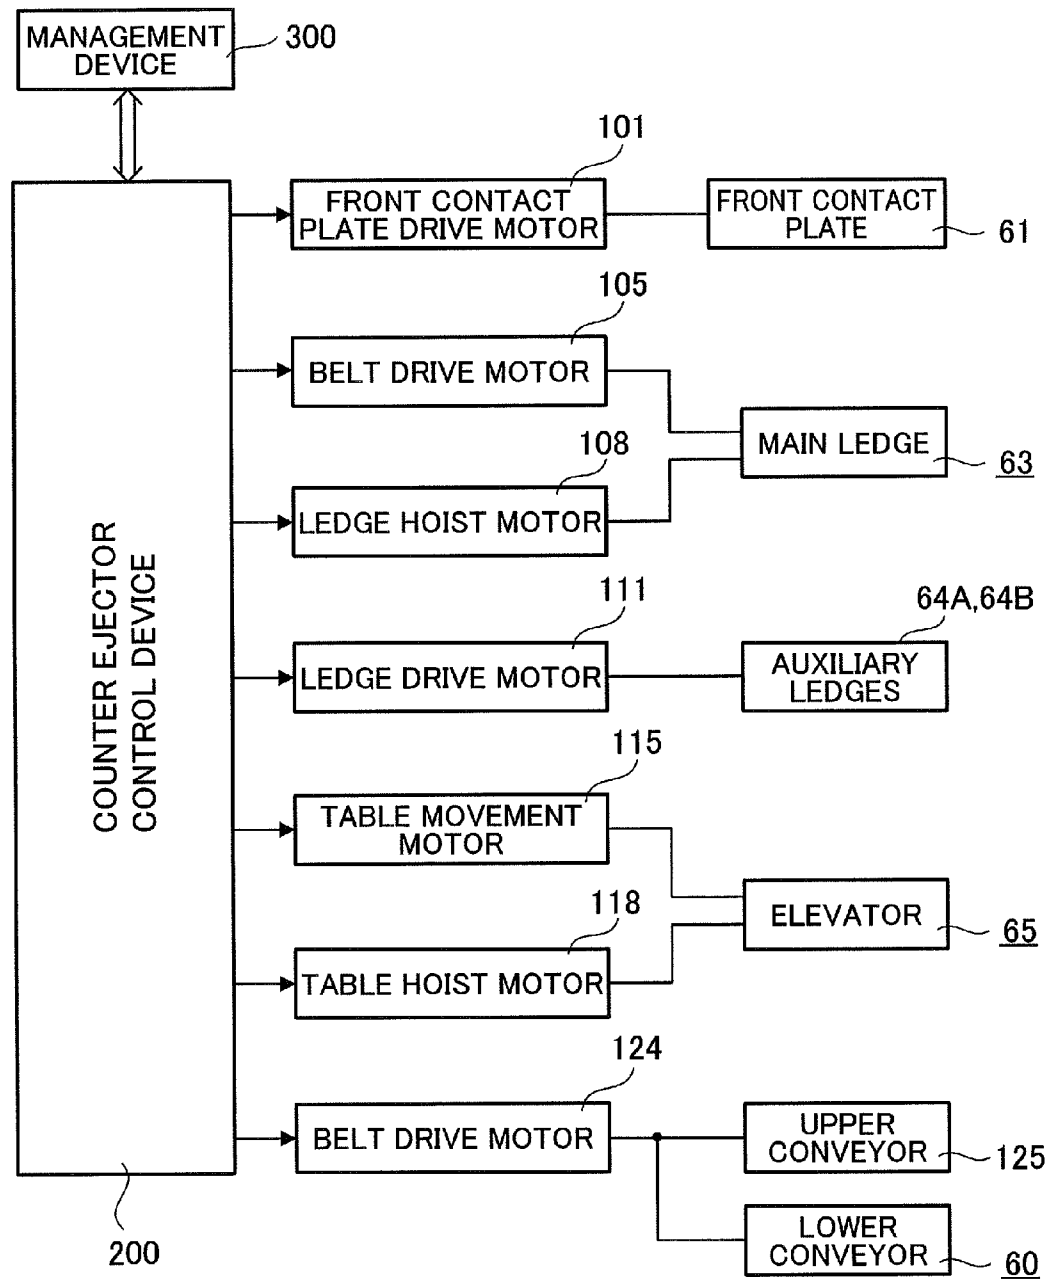 MANAGEMENT
DEVICE
300
101
FRONT CONTACT
PLATE DRIVE MOTOR
FRONT CONTACT
PLATE
61
105
BELT DRIVE MOTOR
MAIN LEDGE
63
108
LEDGE HOIST MOTOR
COUNTER EJECTOR
CONTROL DEVICE
111
LEDGE DRIVE MOTOR
64A,64B
AUXILIARY
LEDGES
115
TABLE MOVEMENT
MOTOR
ELEVATOR
65
118
TABLE HOIST MOTOR
124
BELT DRIVE MOTOR
UPPER
CONVEYOR
125
LOWER
CONVEYOR
60
200